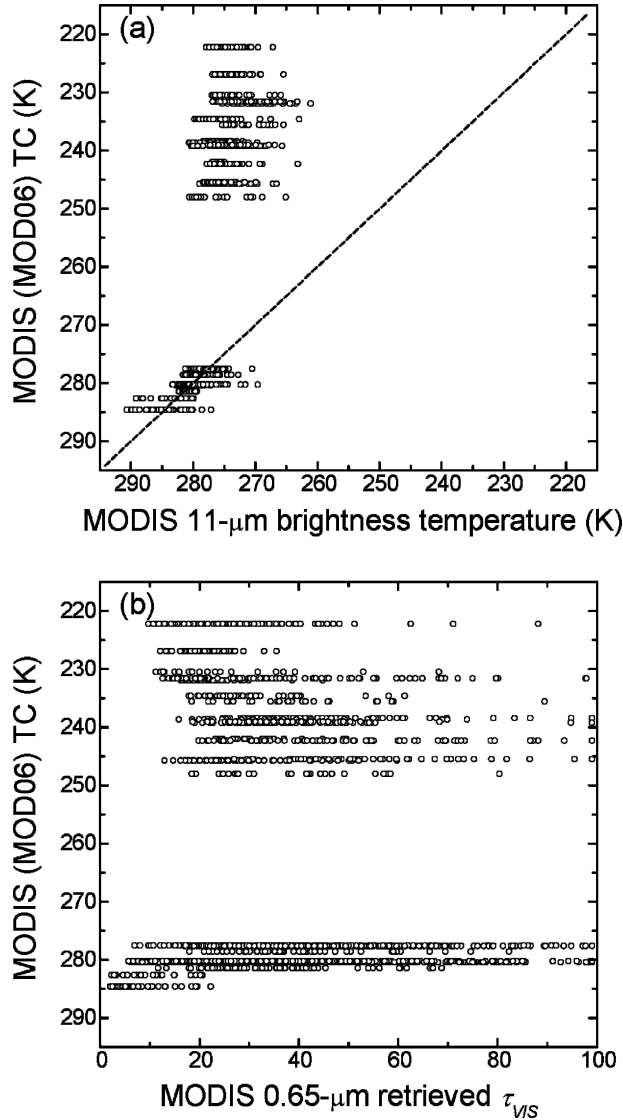 (a)
MODIS (MOD06) TC (K)
220
230
240
250
260
270
280
290
290 280 270 260 250 240 230 220
MODIS 11-μm brightness temperature (K)
(b)
MODIS (MOD06) TC (K)
220
230
240
250
260
270
280
290
0 20 40 60 80 100
MODIS 0.65-μm retrieved τVIS